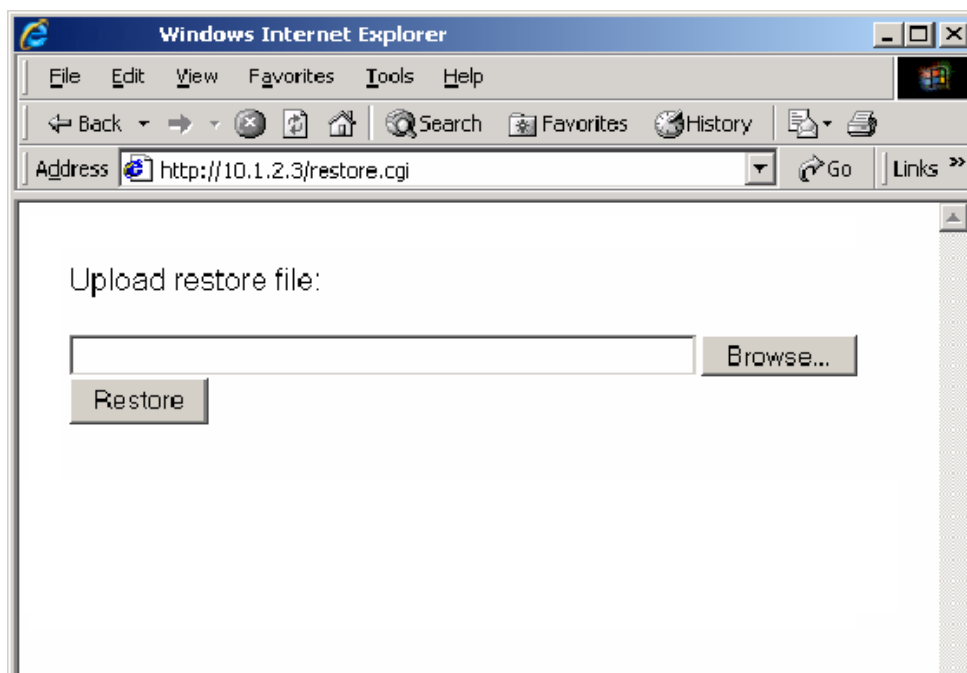 Windows Internet Explorer
File Edit View Favorites Tools Help
Back Search Favorites History
Address http://10.1.2.3/restore.cgi Go Links »
Upload restore file:
Browse...
Restore